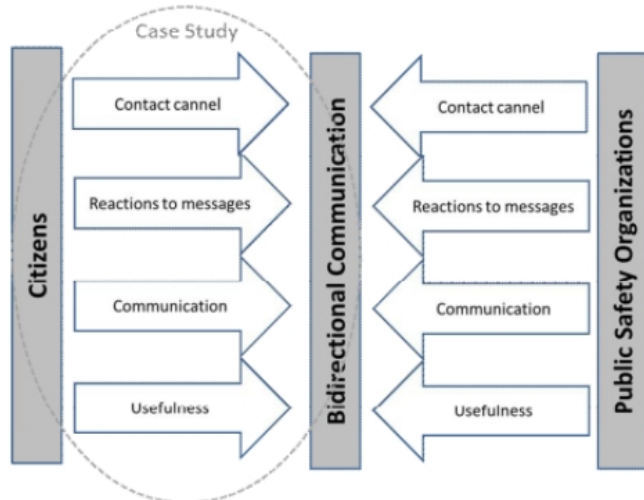 Case Study
Citizens
Contact cannel
Reactions to messages
Communication
Usefulness
Bidirectional Communication
Contact cannel
Reactions to messages
Communication
Usefulness
Public Safety Organizations